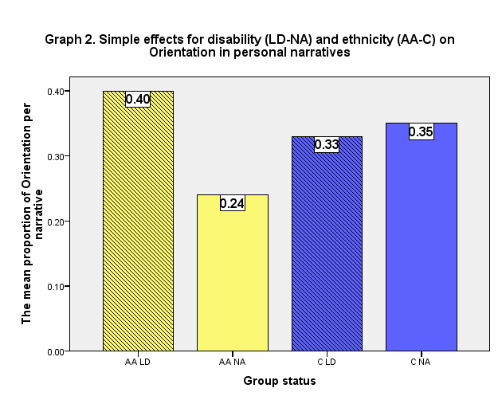 Graph 2. Simple effects for disability (LD-NA) and ethnicity (AA-C) on
Orientation in personal narratives
The mean proportion of Orientation per
narrative
0.40
0.30
0.20
0.10
0.00
0.40
0.24
0.33
0.35
AA LD
AA NA
C LD
C NA
Group status